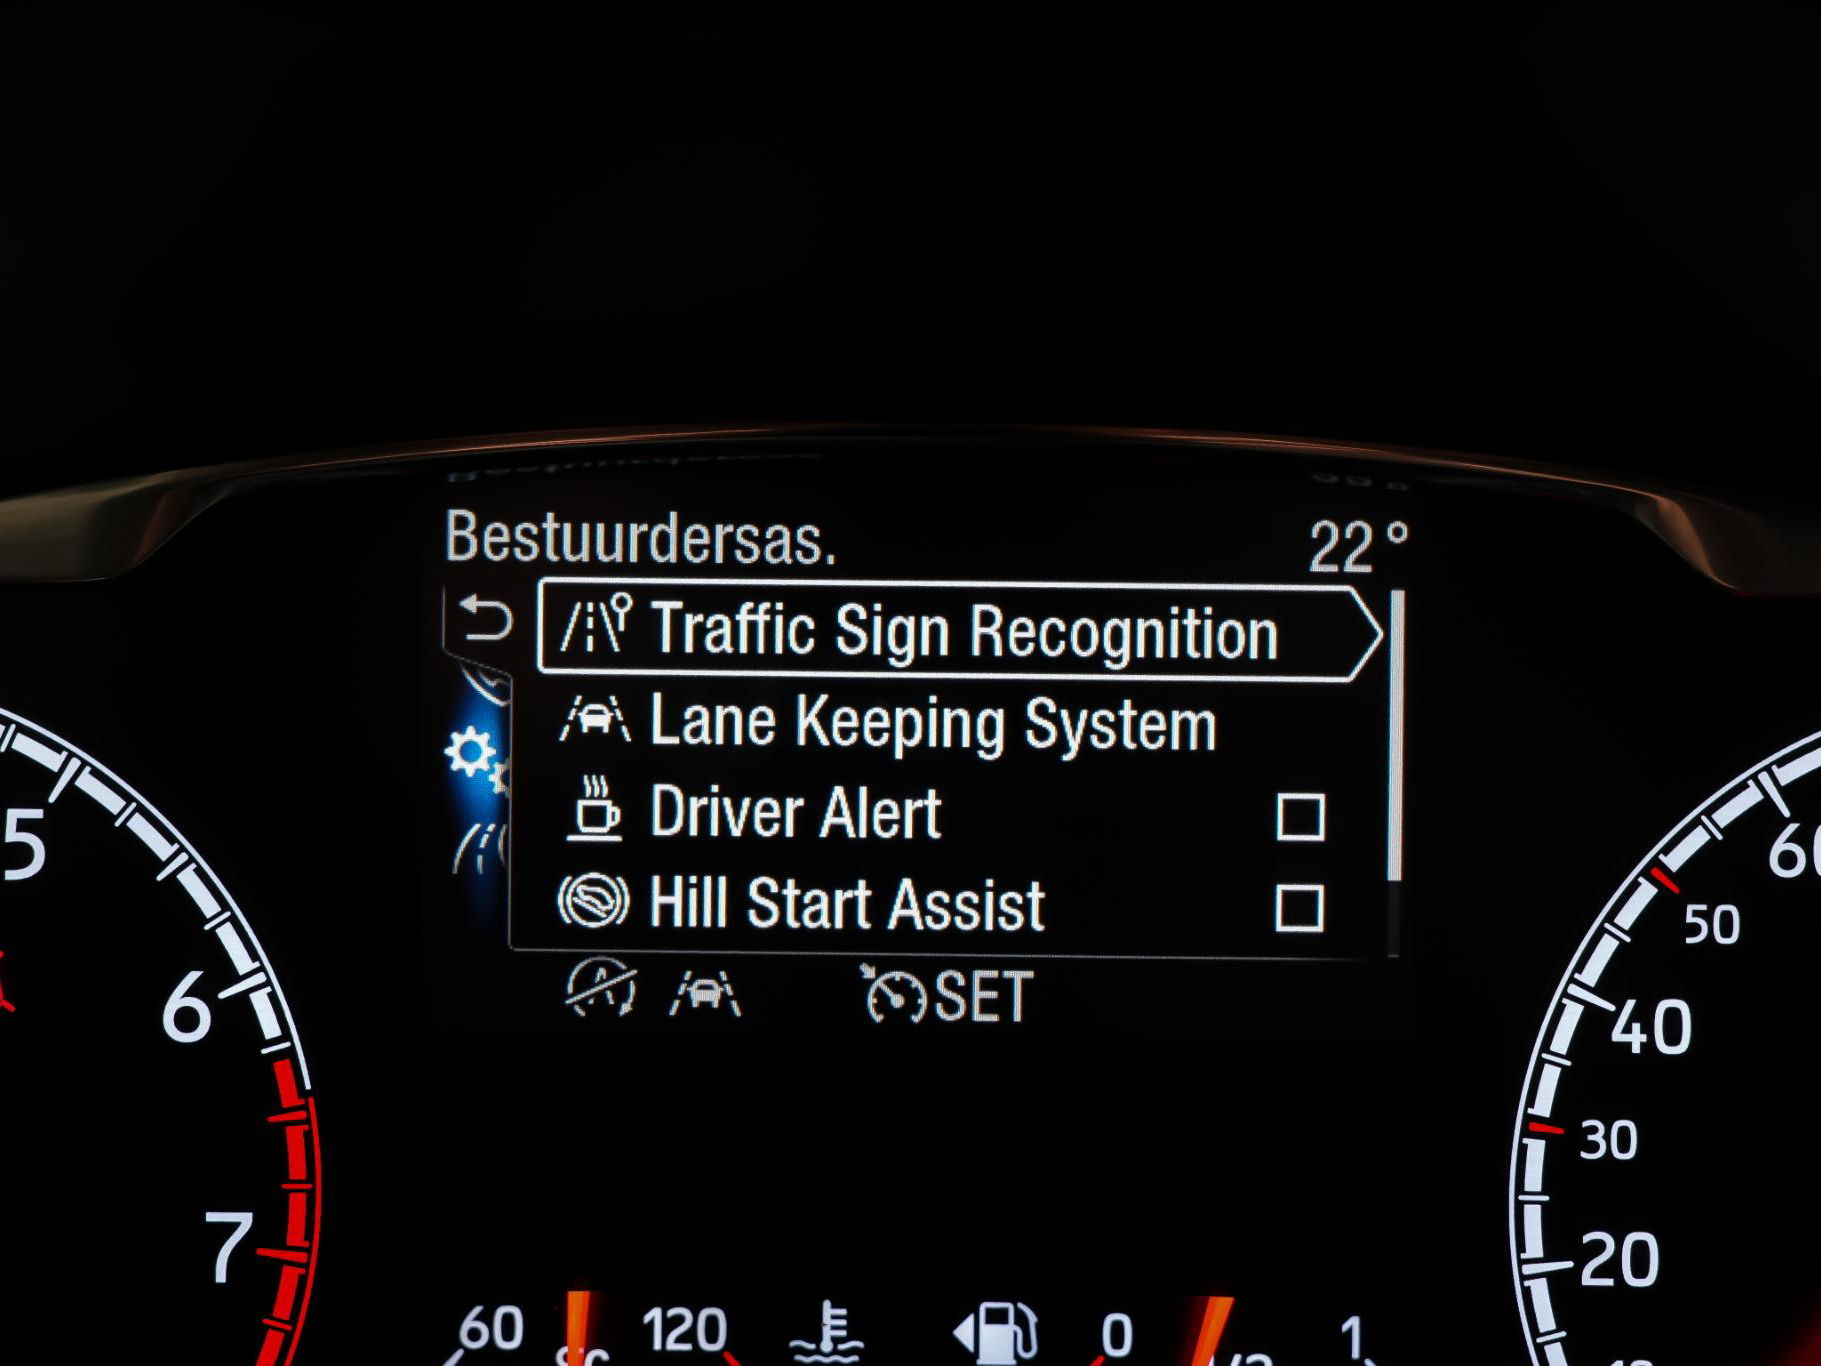 Bestuurdersas. 22°
Traffic Sign Recognition
Lane Keeping System
Driver Alert
Hill Start Assist
SET
5
6
7
60
50
40
30
20
60 120
0 1